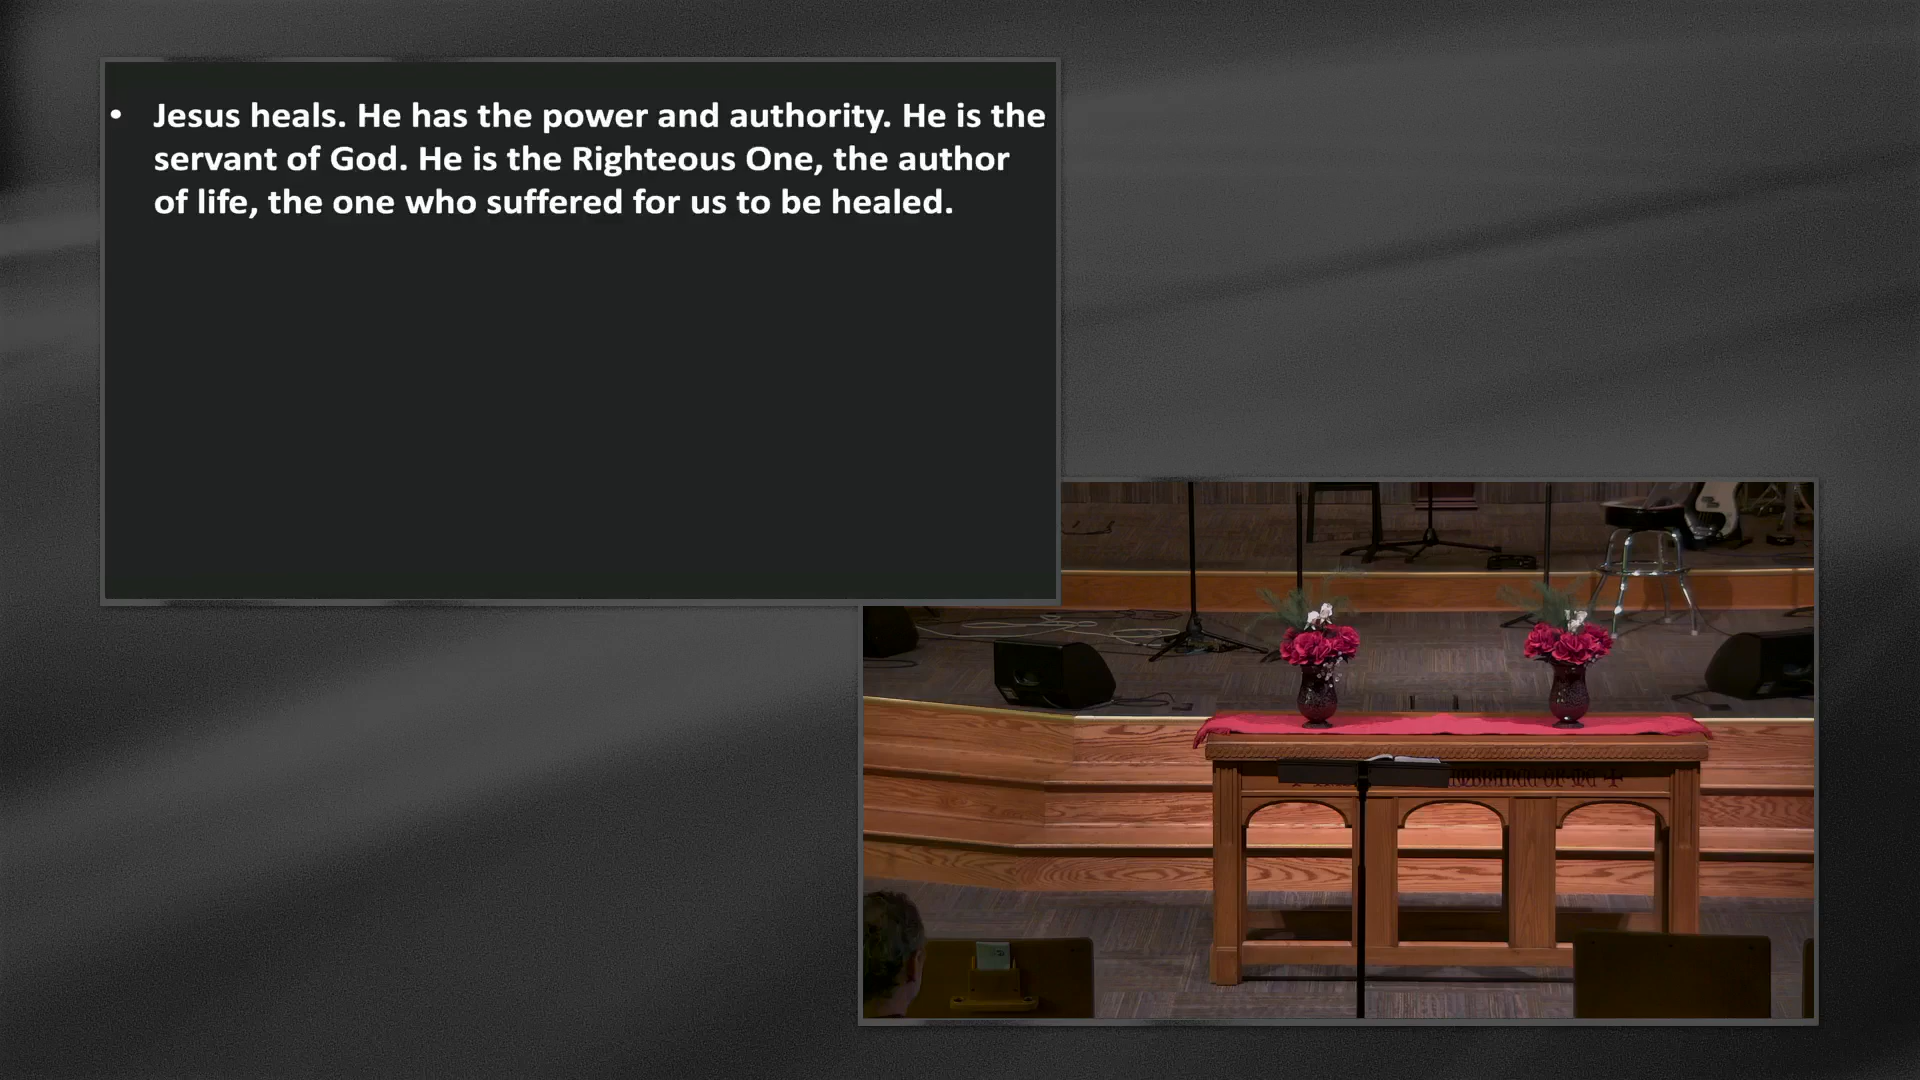 • Jesus heals. He has the power and authority. He is the
servant of God. He is the Righteous One, the author
of life, the one who suffered for us to be healed.